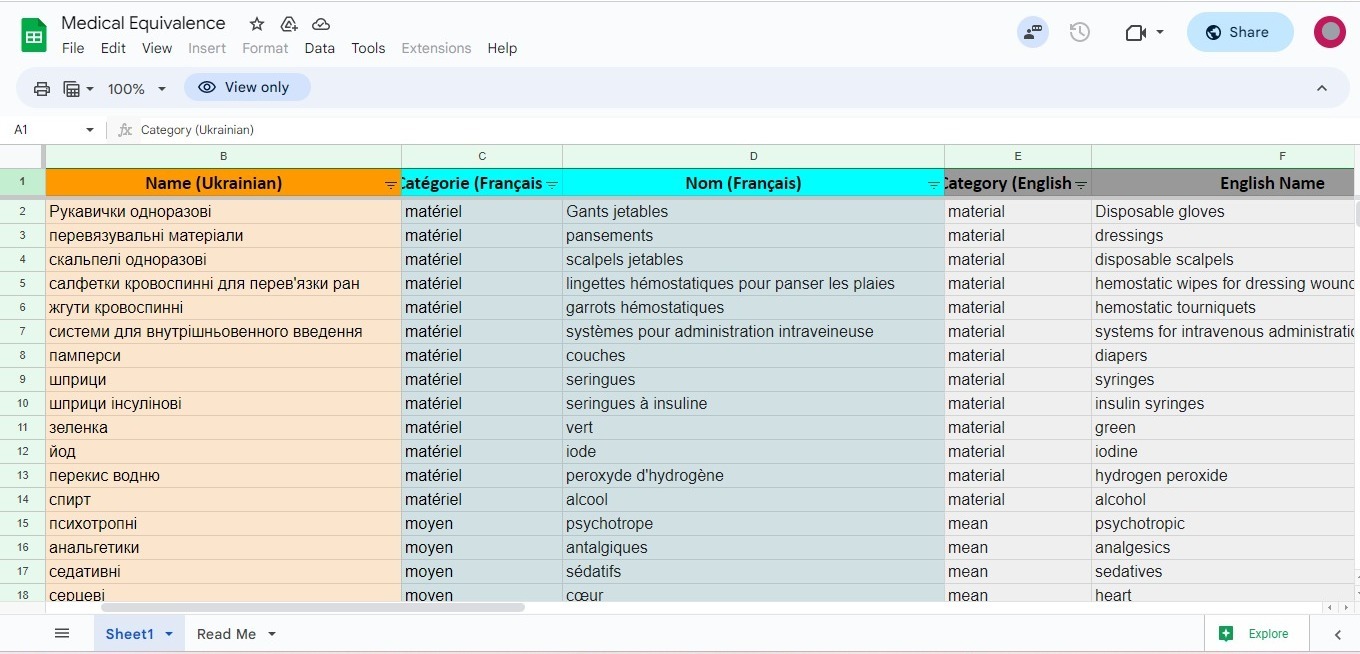 Medical Equivalence
File Edit View Insert Format Data Tools Extensions Help
Share
100% View only
A1 fx Category (Ukrainian)
B C D E F
1 Name (Ukrainian) Catégorie (Français Nom (Français) Category (English English Name
2 Рукавички одноразові matériel Gants jetables material Disposable gloves
3 перевязувальні матеріали matériel pansements material dressings
4 скальпелі одноразові matériel scalpels jetables material disposable scalpels
5 салфетки кровоспинні для перев'язки ран matériel lingettes hémostatiques pour panser les plaies material hemostatic wipes for dressing wounc
6 жгути кровоспинні matériel garrots hémostatiques material hemostatic tourniquets
7 системи для внутрішньовенного введення matériel systèmes pour administration intraveineuse material systems for intravenous administratio
8 памперси matériel couches material diapers
9 шприци matériel seringues material syringes
10 шприци інсулінові matériel seringues à insuline material insulin syringes
11 зеленка matériel vert material green
12 йод matériel iode material iodine
13 перекис водню matériel peroxyde d'hydrogène material hydrogen peroxide
14 спирт matériel alcool material alcohol
15 психотропні moyen psychotrope mean psychotropic
16 анальгетики moyen antalgiques mean analgesics
17 седативні moyen sédatifs mean sedatives
18 серцеві moyen cœur mean heart
Sheet1 Read Me Explore